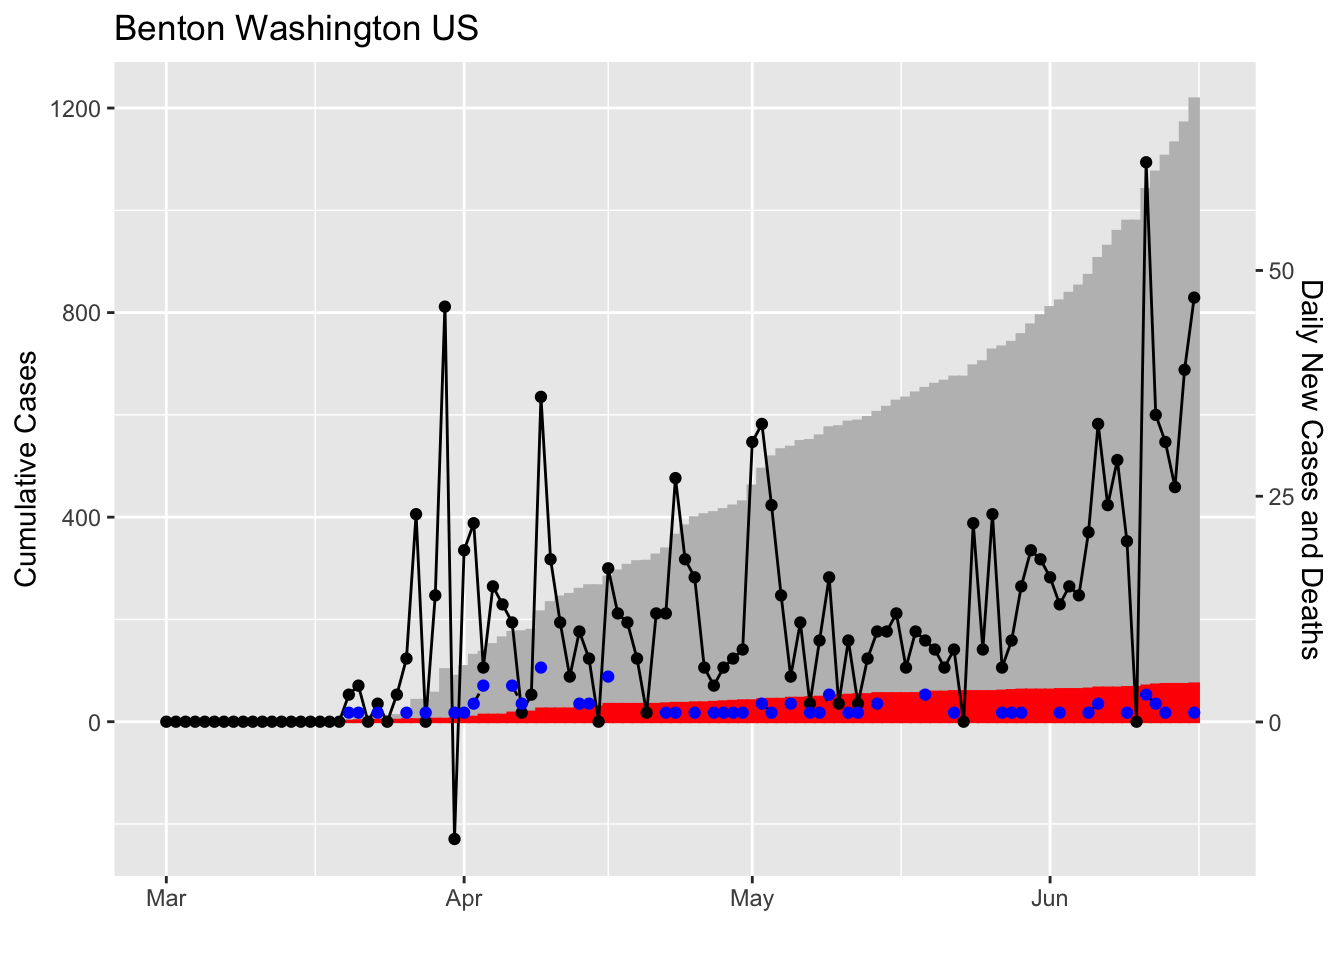 Benton Washington US
1200
800
400
0
Cumulative Cases
50
25
0
Daily New Cases and Deaths
Mar
Apr
May
Jun